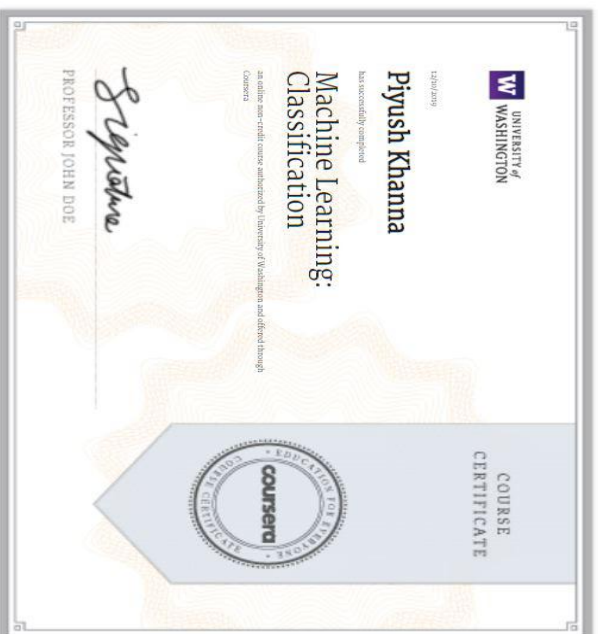 W
UNIVERSITY of
WASHINGTON
12/10/2019
Piyush Khanna
has successfully completed
Machine Learning:
Classification
an online non-credit course authorized by University of Washington and offered through
Coursera
Signature
PROFESSOR JOHN DOE
COURSE
CERTIFICATE
EDUCATION FOR EVERYONE
coursera
COURSE CERTIFICATE